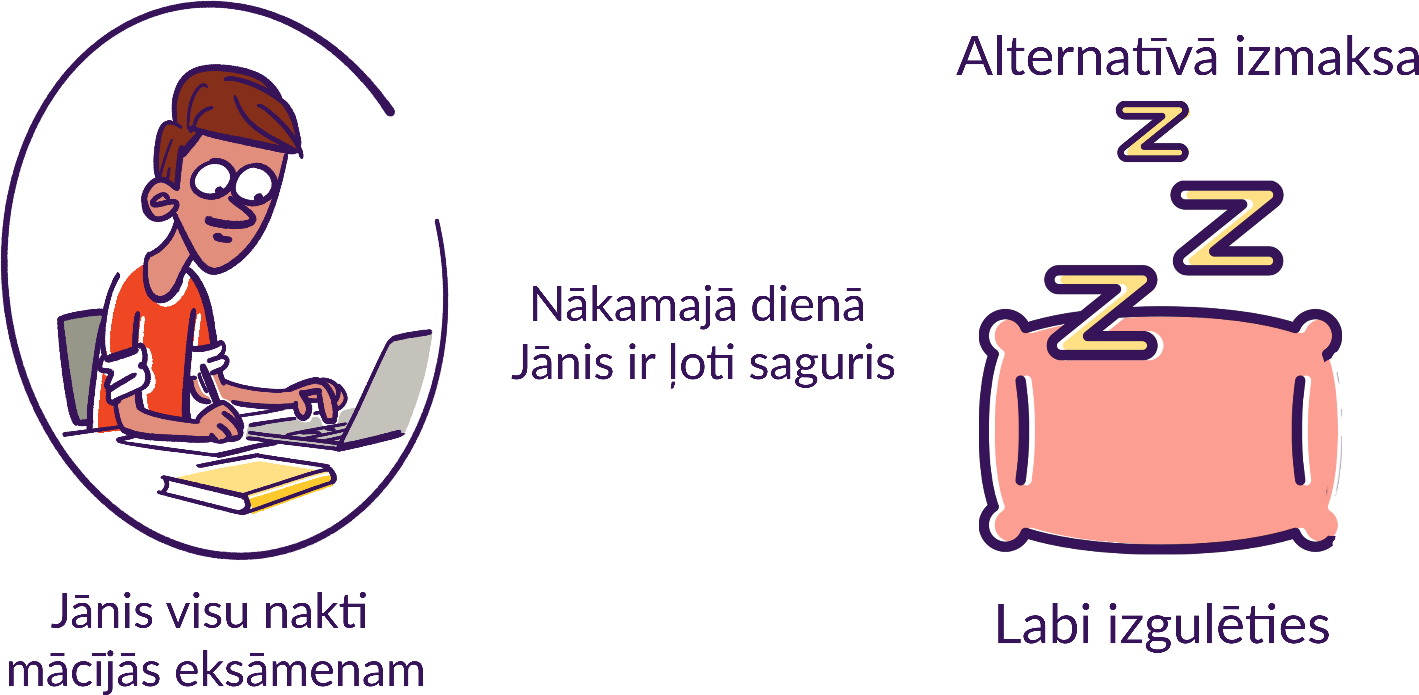 Jānis visu nakti
mācījās eksāmenam
Nākamajā dienā
Jānis ir ļoti saguris
Alternatīvā izmaksa
Z
Z
Z
Labi izgulēties